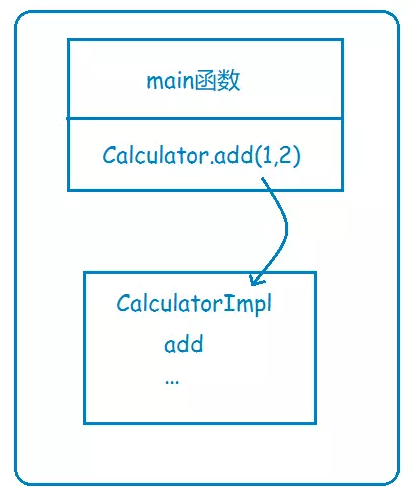 main函数
Calculator.add(1,2)
CalculatorImpl
add
...